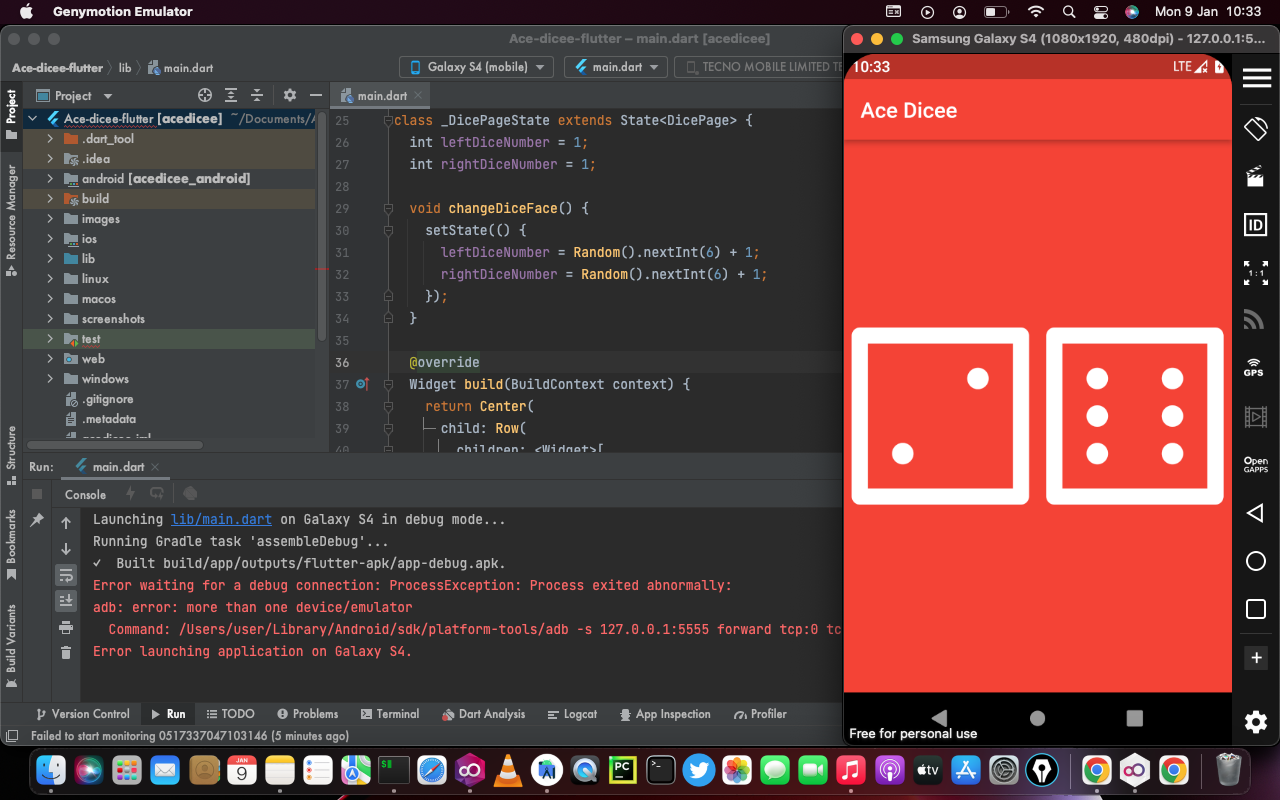 Genymotion Emulator
Mon 9 Jan 10:33
Ace-dicee-flutter – main.dart [acedicee]
Ace-dicee-flutter
lib
main.dart
Galaxy S4 (mobile)
main.dart
TECNO MOBILE LIMITED TE
Project
main.dart
Project
Resource Manager
Structure
Bookmarks
Build Variants
Ace-dicee-flutter [acedicee] ~/Documents/A
.dart_tool
.idea
android [acedicee_android]
build
images
ios
lib
linux
macos
screenshots
test
web
windows
.gitignore
.metadata
acedicee.iml
25 class _DicePageState extends State<DicePage> {
26 int leftDiceNumber = 1;
27 int rightDiceNumber = 1;
28
29 void changeDiceFace() {
30 setState(() {
31 leftDiceNumber = Random().nextInt(6) + 1;
32 rightDiceNumber = Random().nextInt(6) + 1;
33 });
34 }
35
36 @override
37 Widget build(BuildContext context) {
38 return Center(
39 child: Row(
40 children: <Widget>[
Run:
main.dart
Console
Launching lib/main.dart on Galaxy S4 in debug mode...
Running Gradle task 'assembleDebug'...
✓ Built build/app/outputs/flutter-apk/app-debug.apk.
Error waiting for a debug connection: ProcessException: Process exited abnormally:
adb: error: more than one device/emulator
Command: /Users/user/Library/Android/sdk/platform-tools/adb -s 127.0.0.1:5555 forward tcp:0 tc
Error launching application on Galaxy S4.
Version Control
Run
TODO
Problems
Terminal
Dart Analysis
Logcat
App Inspection
Profiler
Failed to start monitoring 0517337047103146 (5 minutes ago)
Samsung Galaxy S4 (1080x1920, 480dpi) - 127.0.0.1:5...
10:33
LTE
Ace Dicee
Free for personal use
ID
1:1
GPS
Open
GAPPS
JAN
9
PC
tv